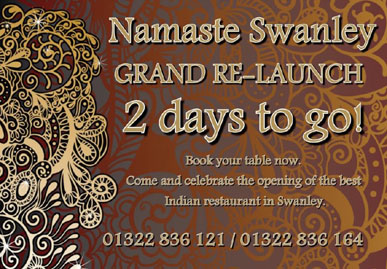 Namaste Swanley
GRAND RE-LAUNCH
2 days to go!
Book your table now.
Come and celebrate the opening of the best
Indian restaurant in Swanley.
01322 836 121 / 01322 836 164